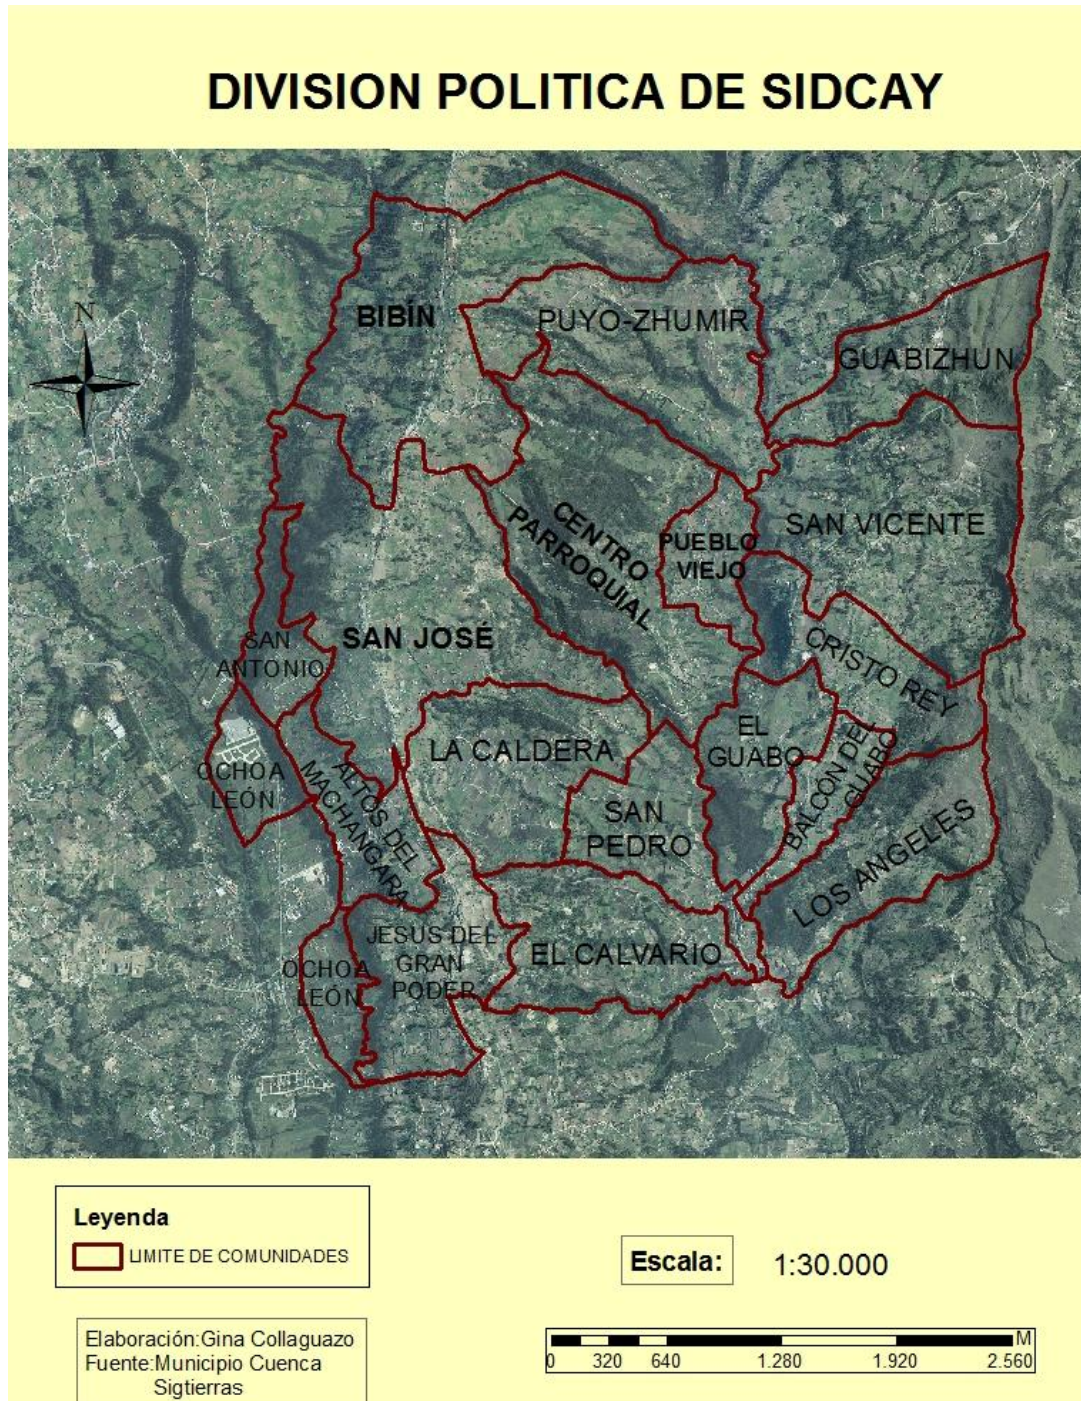 DIVISION POLITICA DE SIDCAY
N
BIBÍN
PUYO-ZHUMIR
GUABIZHUN
SAN VICENTE
CENTRO
PARROQUIAL
PUEBLO
VIEJO
SAN
ANTONIO
SAN JOSÉ
CRISTO REY
OCHOA
LEÓN
ALTOS DEL
MACHANGARA
LA CALDERA
EL
GUABO
BALCÓN DEL
GUABO
SAN
PEDRO
LOS ANGELES
JESUS DEL
GRAN
PODER
OCHOA
LEÓN
EL CALVARIO
Leyenda
LIMITE DE COMUNIDADES
Escala:
1:30.000
Elaboración:Gina Collaguazo
Fuente:Municipio Cuenca
Sigtierras
M
0 320 640 1.280 1.920 2.560